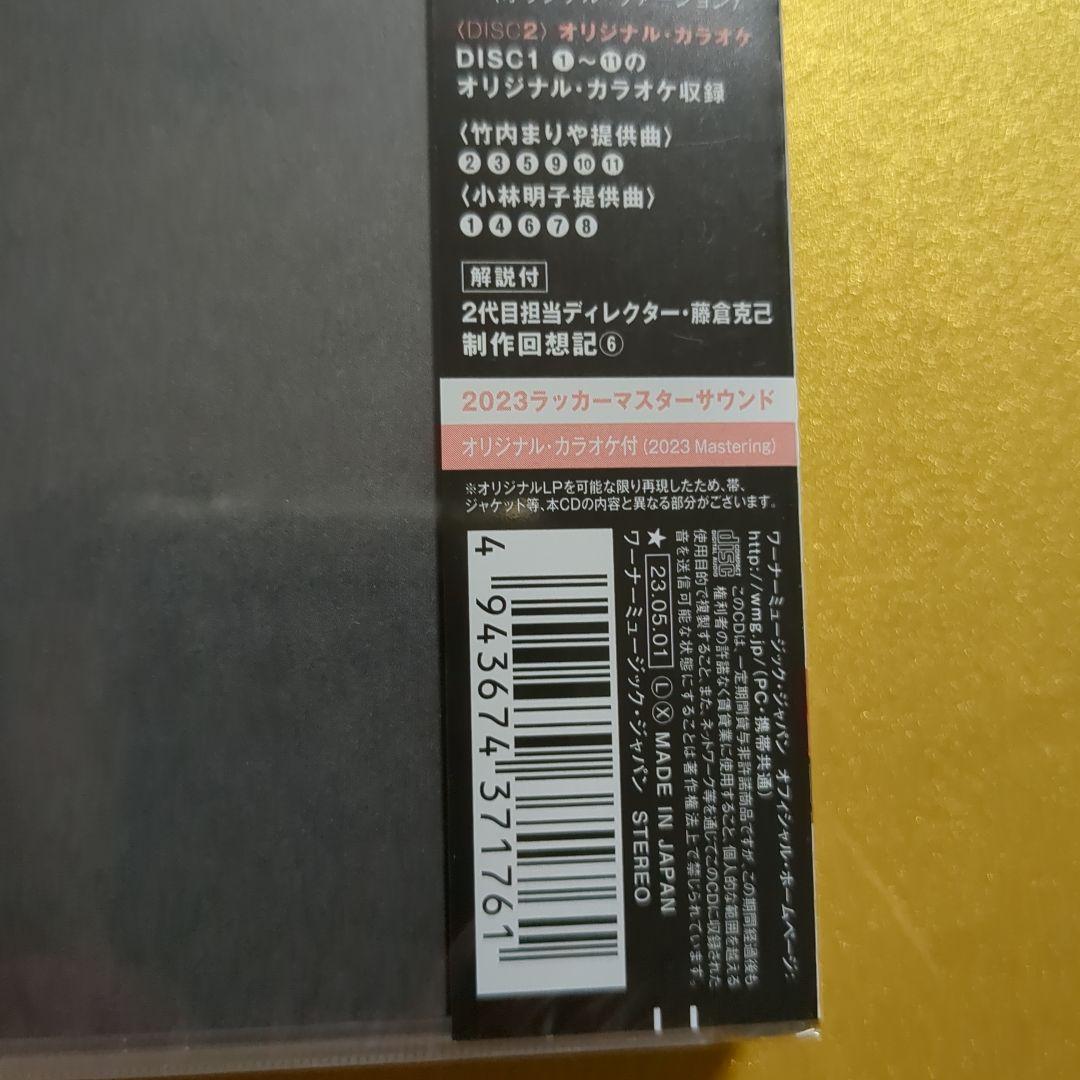 〈DISC2〉オリジナル・カラオケ
DISC1 ❶～⓫の
オリジナル・カラオケ収録
〈竹内まりや提供曲〉
❷❸❺❾❿⓫
〈小林明子提供曲〉
❶❹❻❼❽
解説付
2代目担当ディレクター・藤倉克己
制作回想記⑥
2023ラッカーマスターサウンド
オリジナル・カラオケ付 (2023 Mastering)
※オリジナルLPを可能な限り再現したため、帯、
ジャケット等、本CDの内容と異なる部分がございます。
ワーナーミュージック・ジャパン オフィシャル・ホームページ:
http://wmg.jp/(PC・携帯共通)
COMPACT disc DIGITAL AUDIO
このCDは、一定期間貸与非許諾商品ですが、この期間経過後も
権利者の許諾なく賃貸業に使用すること、個人的な範囲を越える
使用目的で複製すること、また、ネットワーク等を通じてこのCDに収録された
音を送信可能な状態にすることは著作権法上で禁じられています。
★ 23.05.01 Ⓛ Ⓧ MADE IN JAPAN
ワーナーミュージック・ジャパン STEREO
4 943674 371761